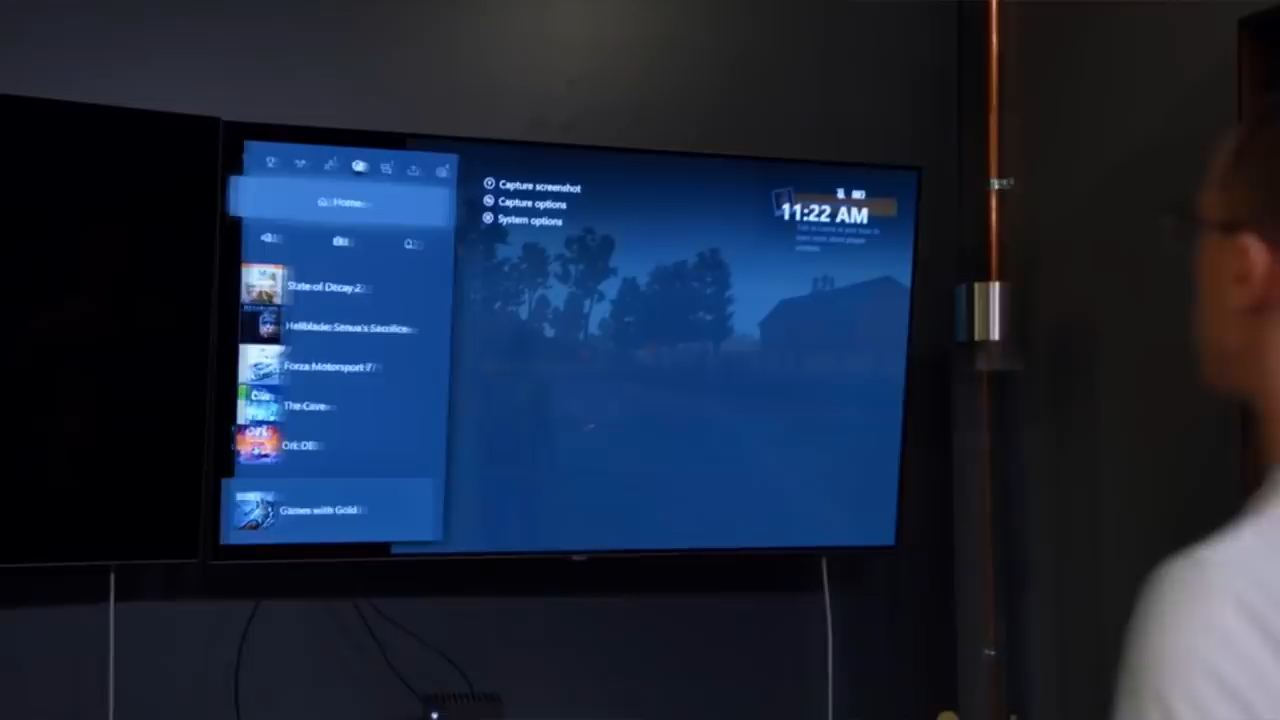 Home
State of Decay 2
Hellblade: Senua's Sacrifice
Forza Motorsport 7
The Cave
Ori: DE
Games with Gold
Capture screenshot
Capture options
System options
11:22 AM